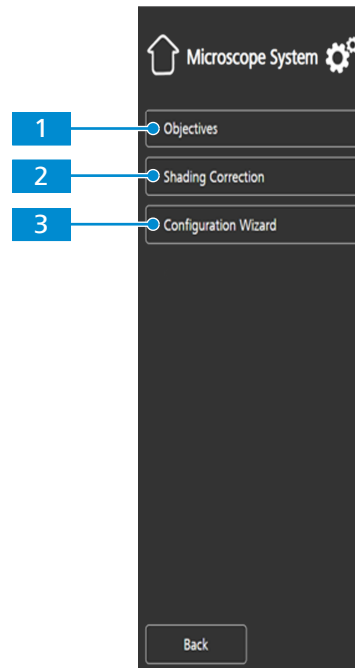 Microscope System
1 Objectives
2 Shading Correction
3 Configuration Wizard
Back